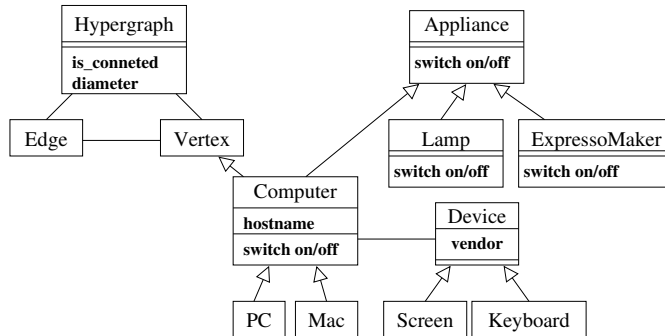 Hypergraph
is_conneted
diameter
Edge
Vertex
Appliance
switch on/off
Lamp
switch on/off
ExpressoMaker
switch on/off
Computer
hostname
switch on/off
Device
vendor
PC
Mac
Screen
Keyboard